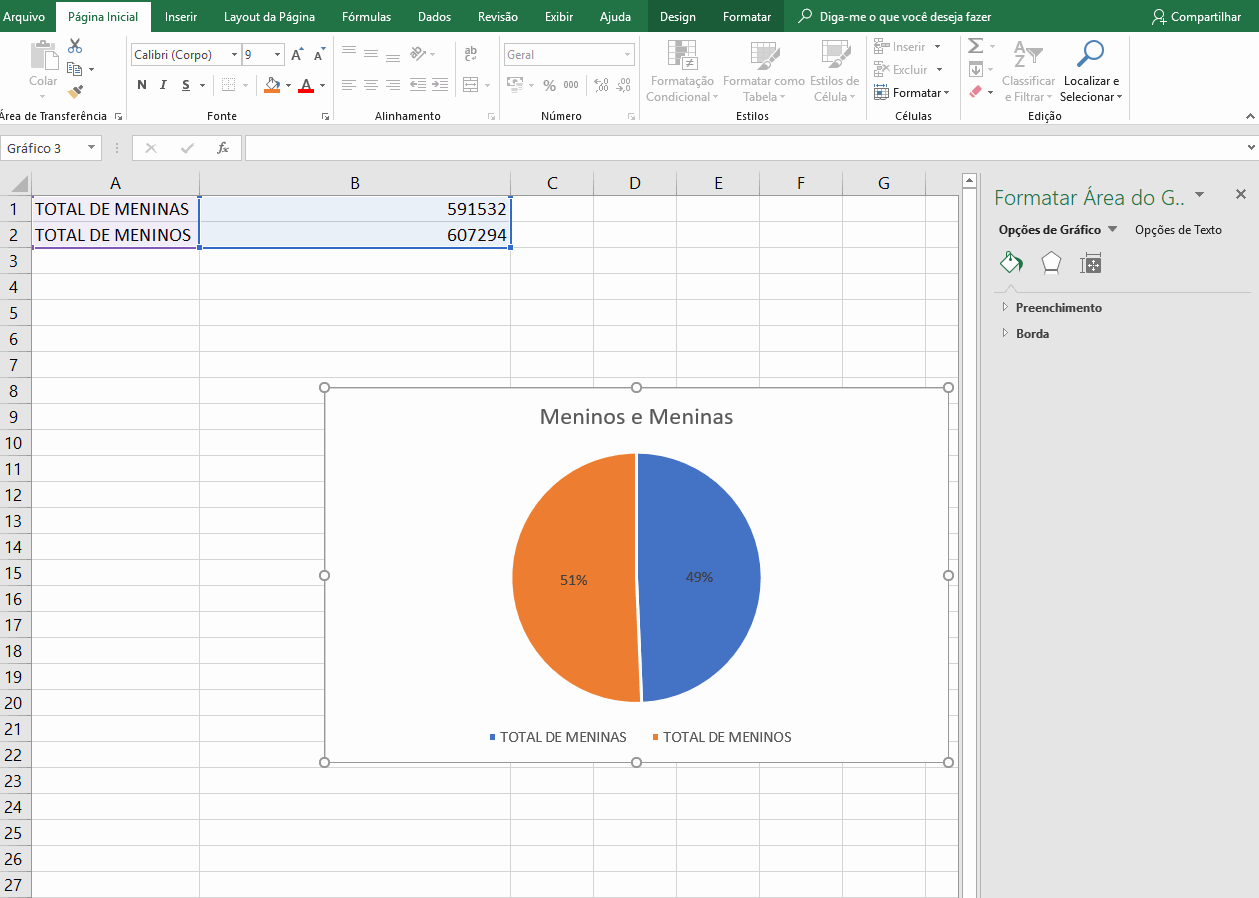 Arquivo Página Inicial Inserir Layout da Página Fórmulas Dados Revisão Exibir Ajuda Design Formatar Diga-me o que você deseja fazer Compartilhar
Calibri (Corpo) 9 A A ab Geral Inserir Σ A Z
Colar Formatação Formatar como Estilos de Excluir Classificar Localizar e
N I S A % 000 Condicional Tabela Célula Formatar e Filtrar Selecionar
Área de Transferência Fonte Alinhamento Número Estilos Células Edição
Gráfico 3 fx
A B C D E F G
Formatar Área do G..
1 TOTAL DE MENINAS 591532
Opções de Gráfico Opções de Texto
2 TOTAL DE MENINOS 607294
3
4
5
Preenchimento
6
Borda
7
8
9 Meninos e Meninas
10
11
12
13
14
15 51% 49%
16
17
18
19
20
21 TOTAL DE MENINAS TOTAL DE MENINOS
22
23
24
25
26
27